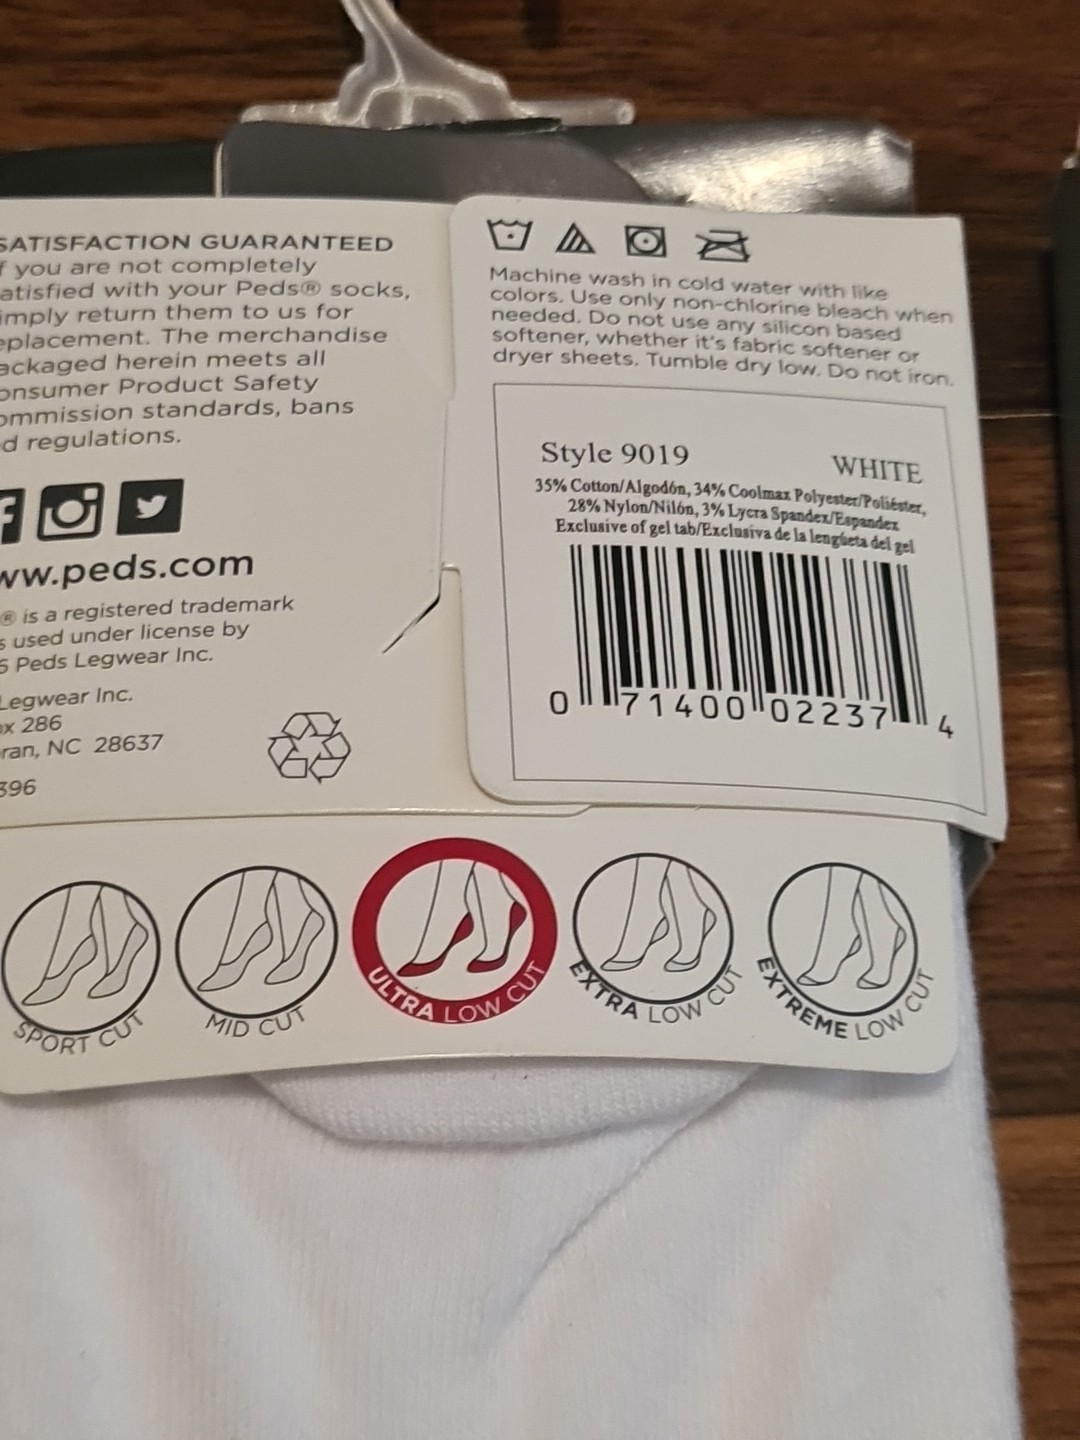 SATISFACTION GUARANTEED
f you are not completely
atisfied with your Peds® socks,
imply return them to us for
eplacement. The merchandise
ackaged herein meets all
onsumer Product Safety
ommission standards, bans
d regulations.
ww.peds.com
® is a registered trademark
s used under license by
Peds Legwear Inc.
Legwear Inc.
ox 286
ran, NC 28637
396
Machine wash in cold water with like
colors. Use only non-chlorine bleach when
needed. Do not use any silicon based
softener, whether it's fabric softener or
dryer sheets. Tumble dry low. Do not iron.
Style 9019 WHITE
35% Cotton/Algodón, 34% Coolmax Polyester/Poliéster,
28% Nylon/Nilón, 3% Lycra Spandex/Espandex
Exclusive of gel tab/Exclusiva de la lengüeta del gel
0 71400 02237 4
SPORT CUT
MID CUT
ULTRA LOW CUT
EXTRA LOW CUT
EXTREME LOW CUT